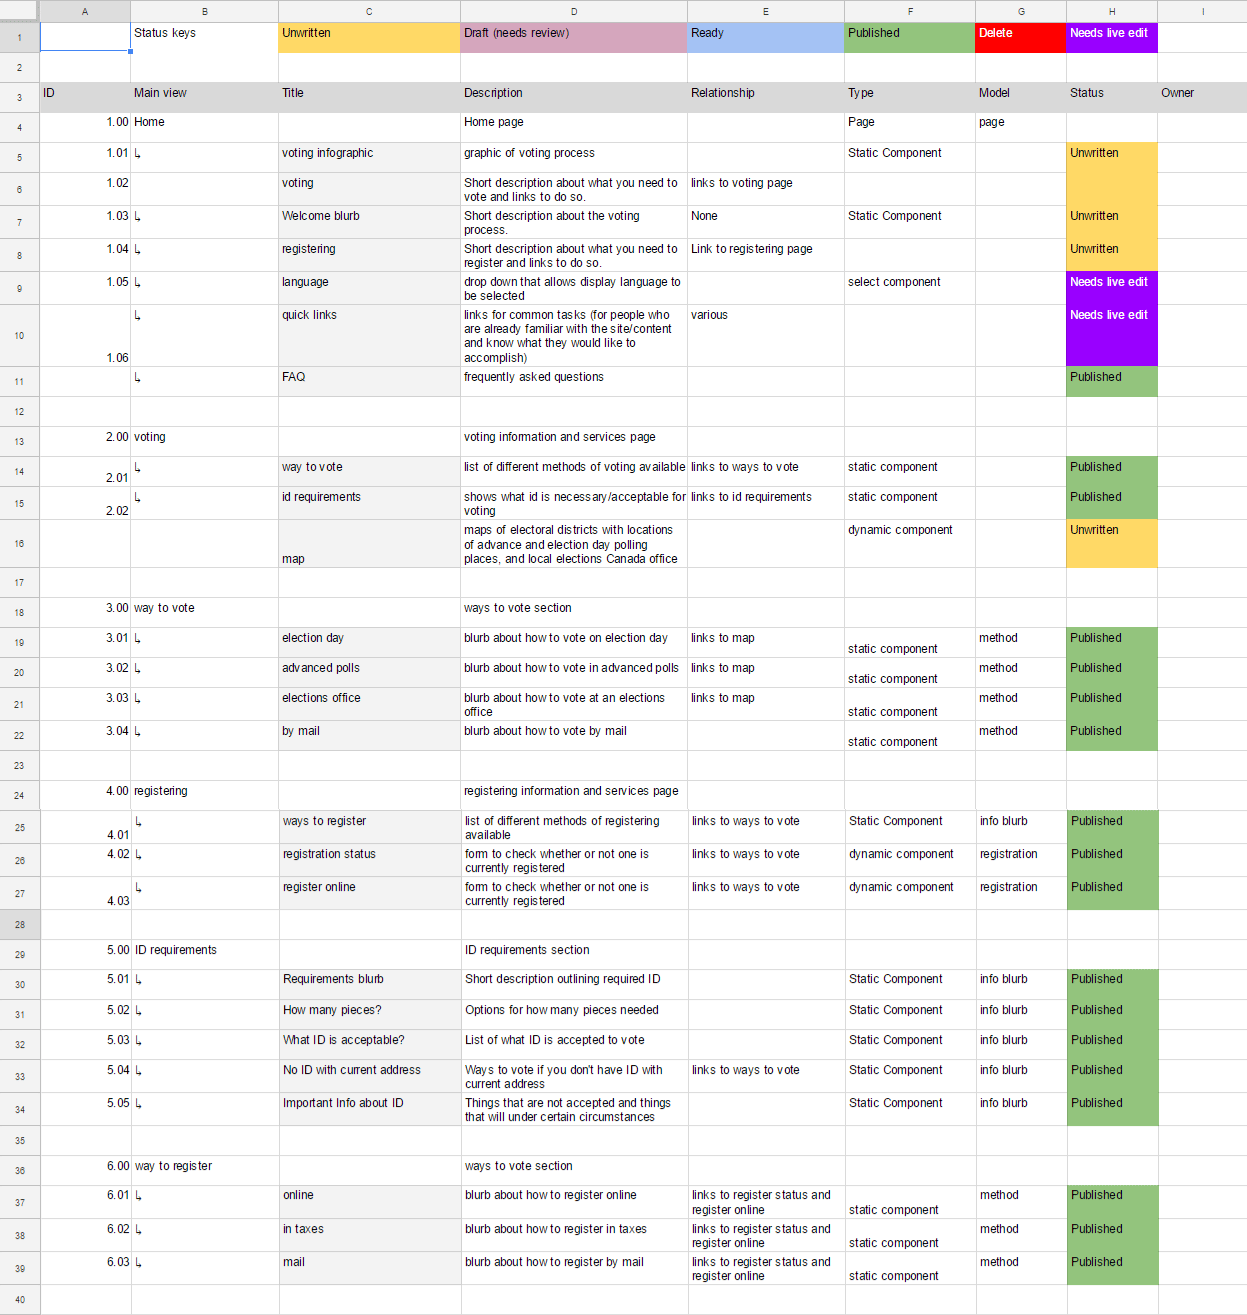 A B C D E F G H I
1 Status keys Unwritten Draft (needs review) Ready Published Delete Needs live edit
2
3 ID Main view Title Description Relationship Type Model Status Owner
4 1.00 Home Home page Page page
5 1.01 ↳ voting infographic graphic of voting process Static Component Unwritten
6 1.02 voting Short description about what you need to links to voting page
vote and links to do so.
7 1.03 ↳ Welcome blurb Short description about the voting None Static Component Unwritten
process.
8 1.04 ↳ registering Short description about what you need to Link to registering page Unwritten
register and links to do so.
9 1.05 ↳ language drop down that allows display language to select component Needs live edit
be selected
10 ↳ quick links links for common tasks (for people who various Needs live edit
are already familiar with the site/content
and know what they would like to
1.06 accomplish)
11 ↳ FAQ frequently asked questions Published
12
13 2.00 voting voting information and services page
14 2.01 ↳ way to vote list of different methods of voting available links to ways to vote static component Published
15 2.02 ↳ id requirements shows what id is necessary/acceptable for links to id requirements static component Published
voting
16 maps of electoral districts with locations dynamic component Unwritten
of advance and election day polling
map places, and local elections Canada office
17
18 3.00 way to vote ways to vote section
19 3.01 ↳ election day blurb about how to vote on election day links to map static component method Published
20 3.02 ↳ advanced polls blurb about how to vote in advanced polls links to map static component method Published
21 3.03 ↳ elections office blurb about how to vote at an elections links to map static component method Published
office
22 3.04 ↳ by mail blurb about how to vote by mail static component method Published
23
24 4.00 registering registering information and services page
25 4.01 ↳ ways to register list of different methods of registering links to ways to vote Static Component info blurb Published
available
26 4.02 ↳ registration status form to check whether or not one is links to ways to vote dynamic component registration Published
currently registered
27 4.03 ↳ register online form to check whether or not one is links to ways to vote dynamic component registration Published
currently registered
28
29 5.00 ID requirements ID requirements section
30 5.01 ↳ Requirements blurb Short description outlining required ID Static Component info blurb Published
31 5.02 ↳ How many pieces? Options for how many pieces needed Static Component info blurb Published
32 5.03 ↳ What ID is acceptable? List of what ID is accepted to vote Static Component info blurb Published
33 5.04 ↳ No ID with current address Ways to vote if you don't have ID with links to ways to vote Static Component info blurb Published
current address
34 5.05 ↳ Important Info about ID Things that are not accepted and things Static Component info blurb Published
that will under certain circumstances
35
36 6.00 way to register ways to vote section
37 6.01 ↳ online blurb about how to register online links to register status and method Published
register online static component
38 6.02 ↳ in taxes blurb about how to register in taxes links to register status and method Published
register online static component
39 6.03 ↳ mail blurb about how to register by mail links to register status and method Published
register online static component
40